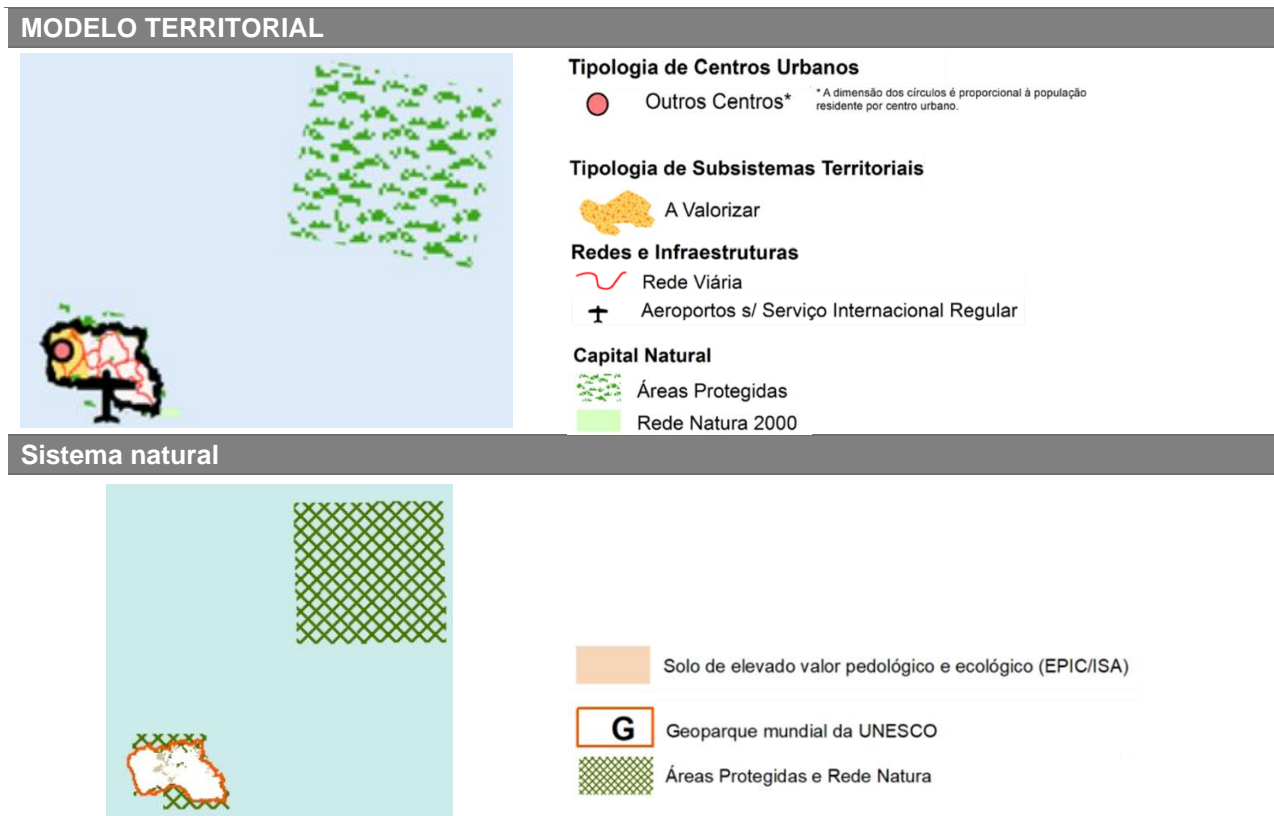 MODELO TERRITORIAL
Tipologia de Centros Urbanos
Outros Centros*
* A dimensão dos círculos é proporcional à população
residente por centro urbano.
Tipologia de Subsistemas Territoriais
A Valorizar
Redes e Infraestruturas
Rede Viária
Aeroportos s/ Serviço Internacional Regular
Capital Natural
Áreas Protegidas
Rede Natura 2000
Sistema natural
Solo de elevado valor pedológico e ecológico (EPIC/ISA)
G Geoparque mundial da UNESCO
Áreas Protegidas e Rede Natura